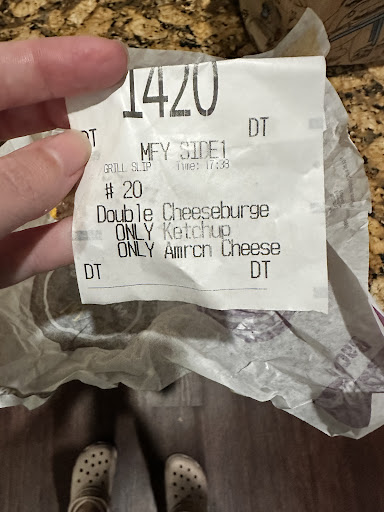 1420
DT DT
MFY SIDE1
GRILL SLIP Time: 17:38
# 20
Double Cheeseburge
ONLY Ketchup
ONLY Amrcn Cheese
DT DT